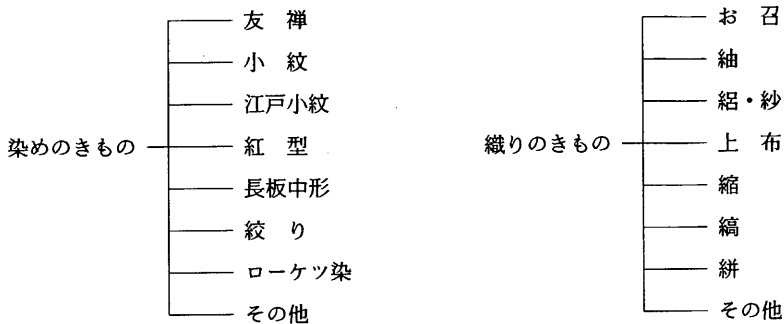 染めのきもの
友禅
小紋
江戸小紋
紅型
長板中形
絞り
ローケツ染
その他
織りのきもの
お召
紬
絽・紗
上布
縮
縞
絣
その他